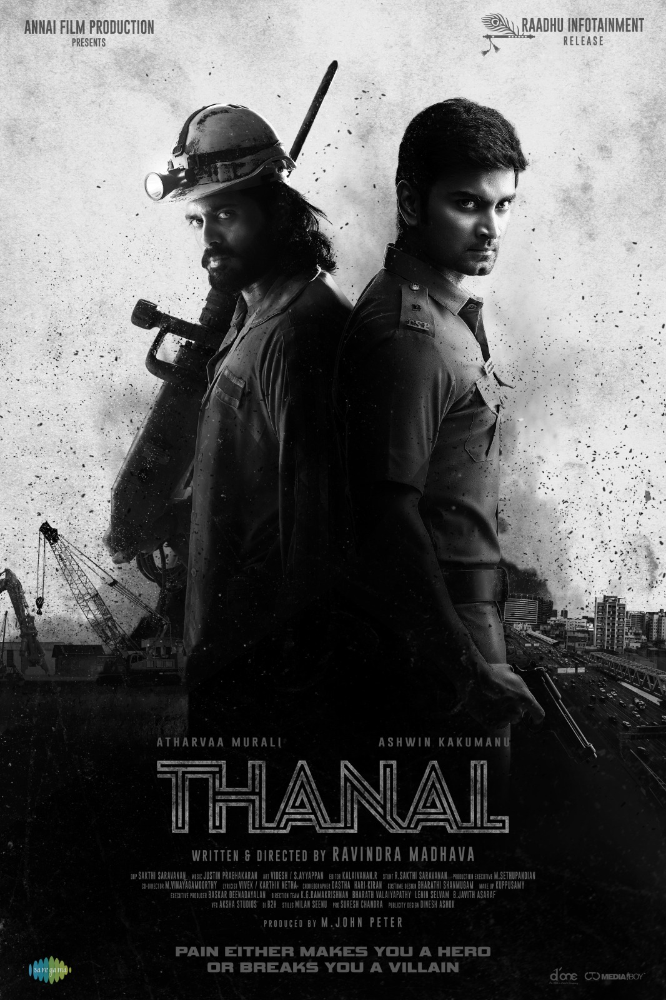 ANNAI FILM PRODUCTION
PRESENTS
RAADHU INFOTAINMENT
RELEASE
TSP
ATHARVAA MURALI
ASHWIN KAKUMANU
THANAL
WRITTEN & DIRECTED BY RAVINDRA MADHAVA
DOP SAKTHI SARAVANAN MUSIC JUSTIN PRABHAKARAN ART VIDESH / S.AYYAPPAN EDITOR KALAIVANAN.R STUNT R.SAKTHI SARAVANAN PRODUCTION EXECUTIVE M.SETHUPANDIAN
CO-DIRECTOR M.VINAYAGAMOORTHY LYRICIST VIVEK / KARTHIK NETHA CHOREOGRAPHER DASTHA HARI KIRAN COSTUME DESIGN BHARATHI SHANMUGAM MAKE UP KUPPUSAMY
EXECUTIVE PRODUCER BASKAR DEENADAYALAN DIRECTION TEAM K.G.RAMAKRISHNAN BHARATH VALAIYAPATHY LENIN SELVAM B.JAVITH ASARAF
VFX AKSHA STUDIOS DI B2H STILLS MILAN SEENU PRO SURESH CHANDRA PUBLICITY DESIGN DINESH ASHOK
PRODUCED BY M.JOHN PETER
PAIN EITHER MAKES YOU A HERO
OR BREAKS YOU A VILLAIN
saregama
d'one
MEDIA BOY